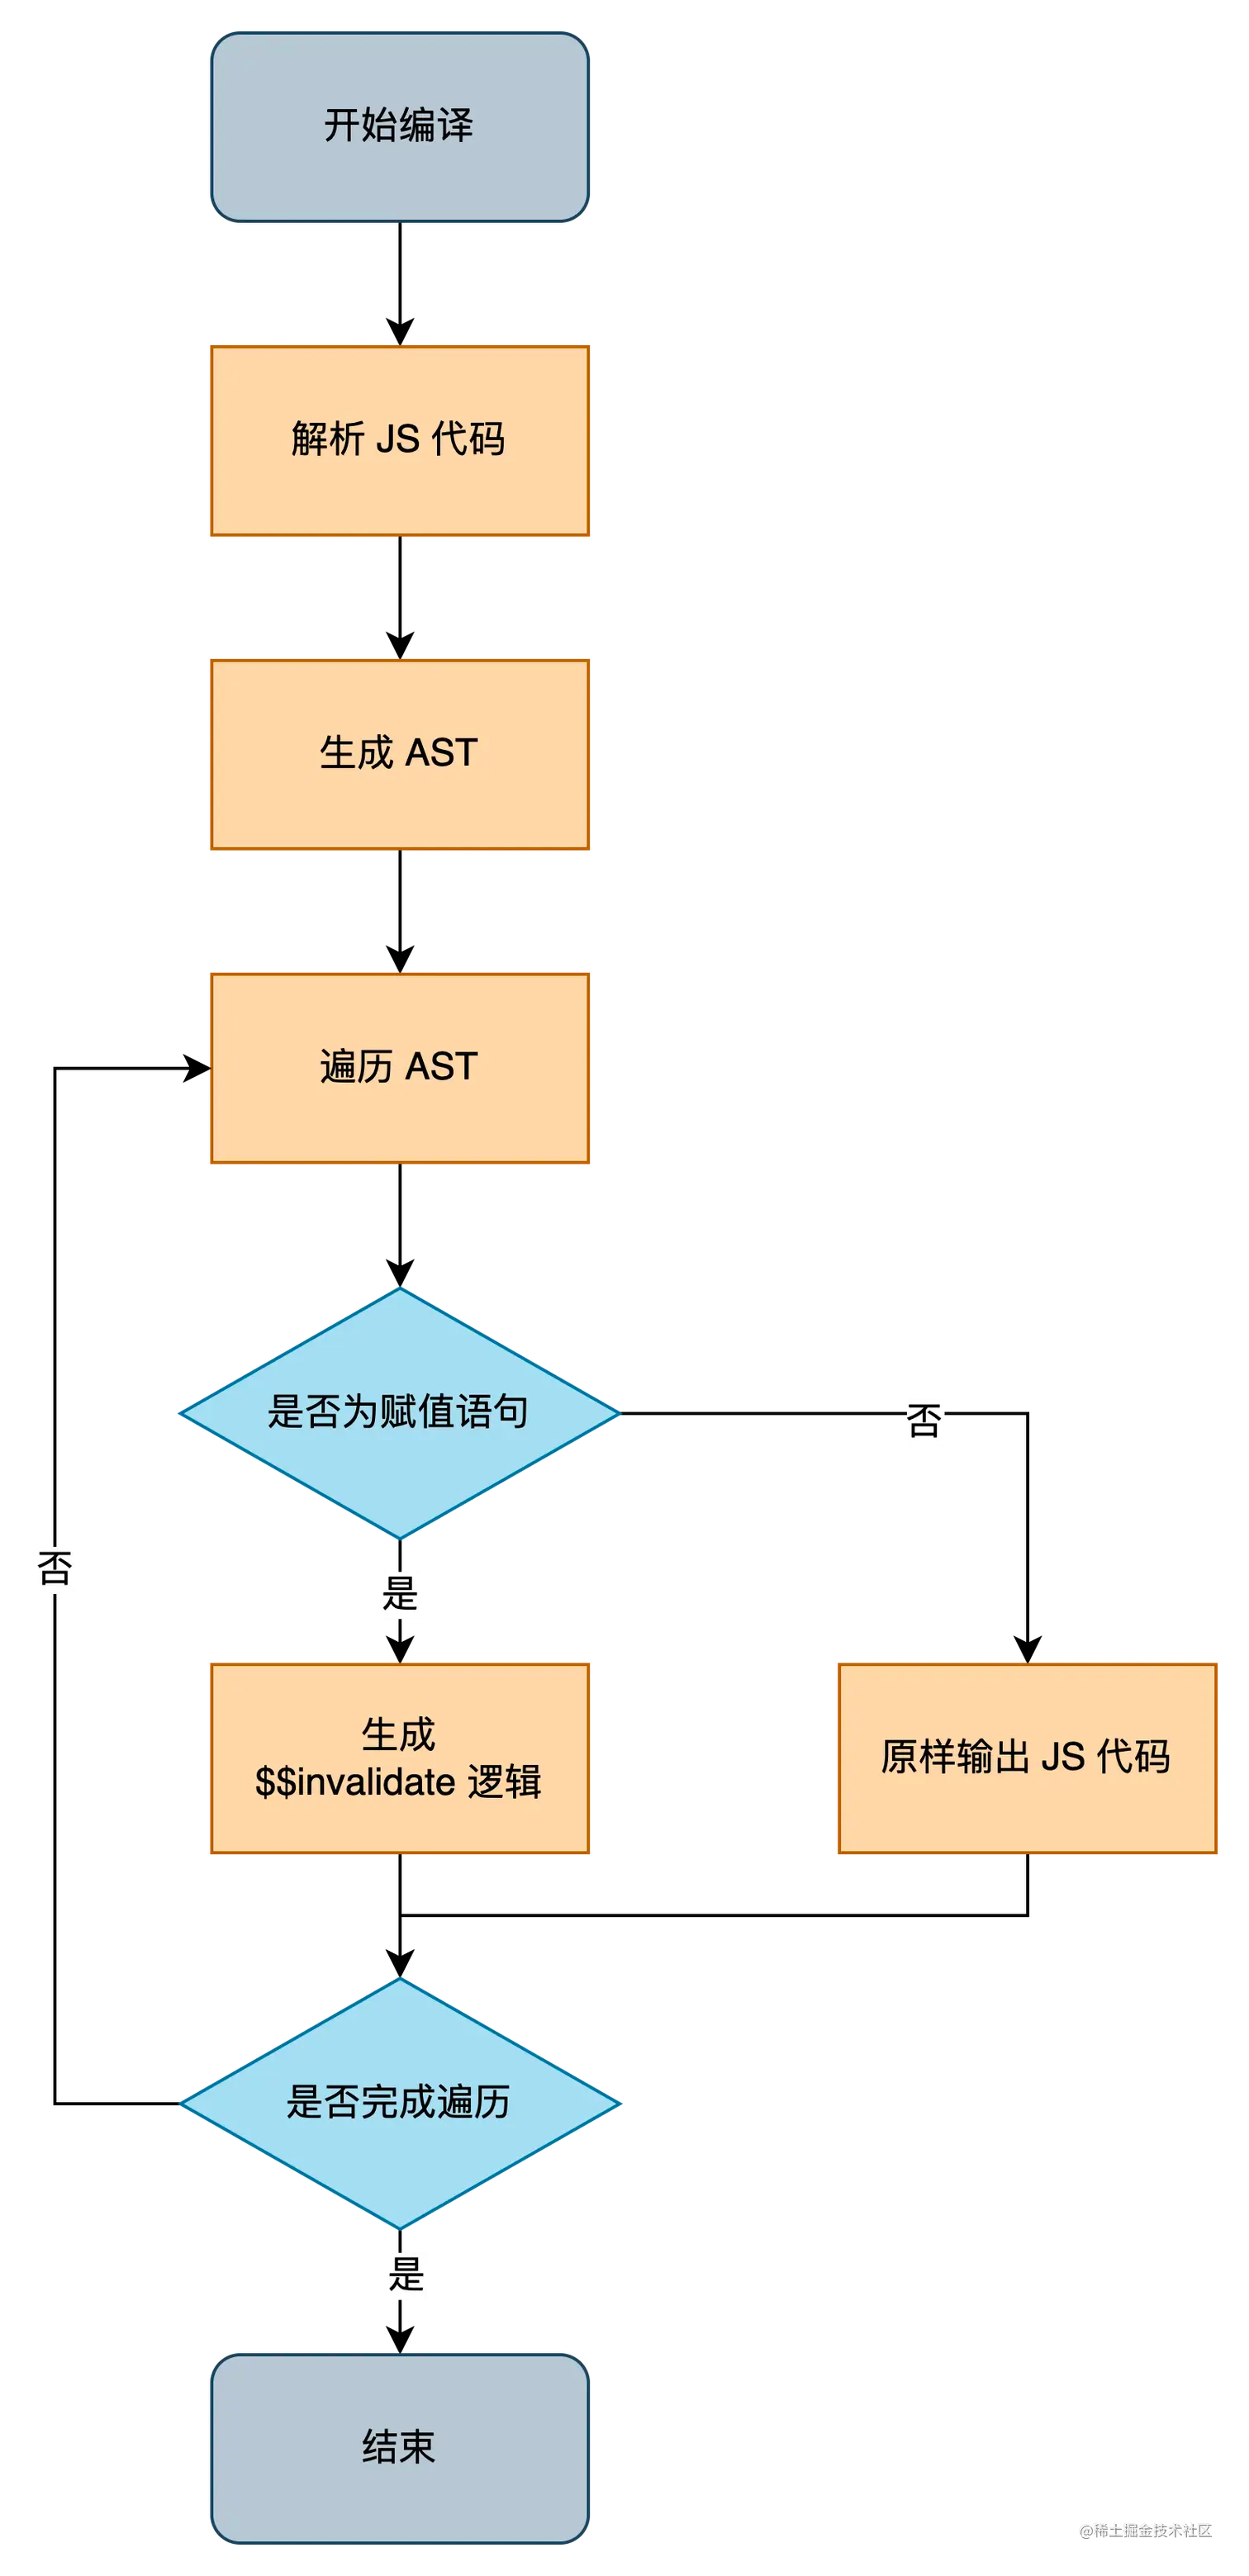 开始编译
解析 JS 代码
生成 AST
遍历 AST
是否为赋值语句
否
否
是
生成
$$invalidate 逻辑
原样输出 JS 代码
是否完成遍历
是
结束
@稀土掘金技术社区